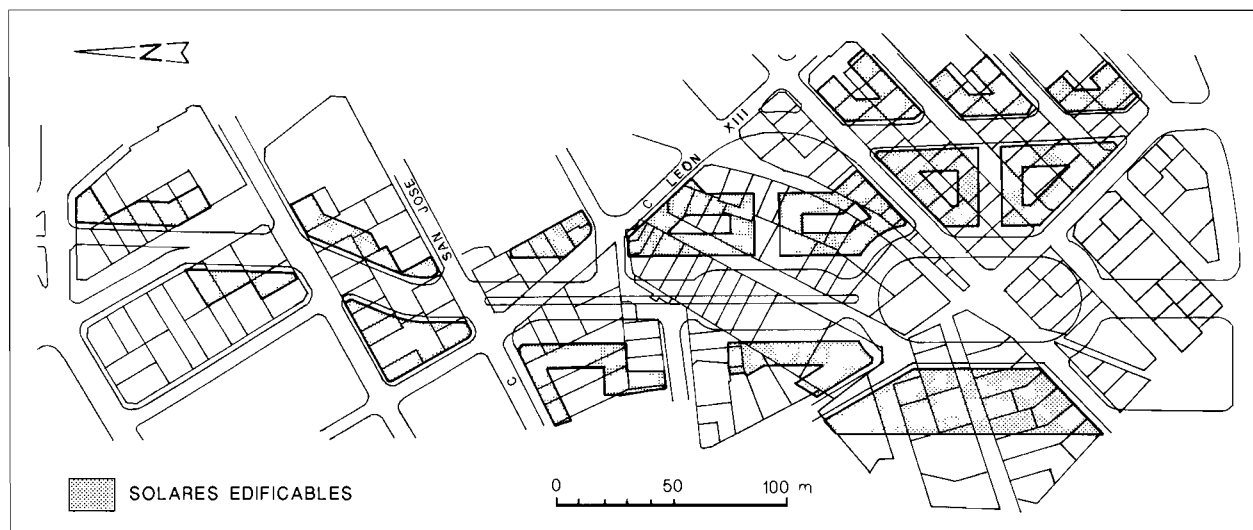 N
C LEON XIII
C SAN JOSE
SOLARES EDIFICABLES
0 50 100 m